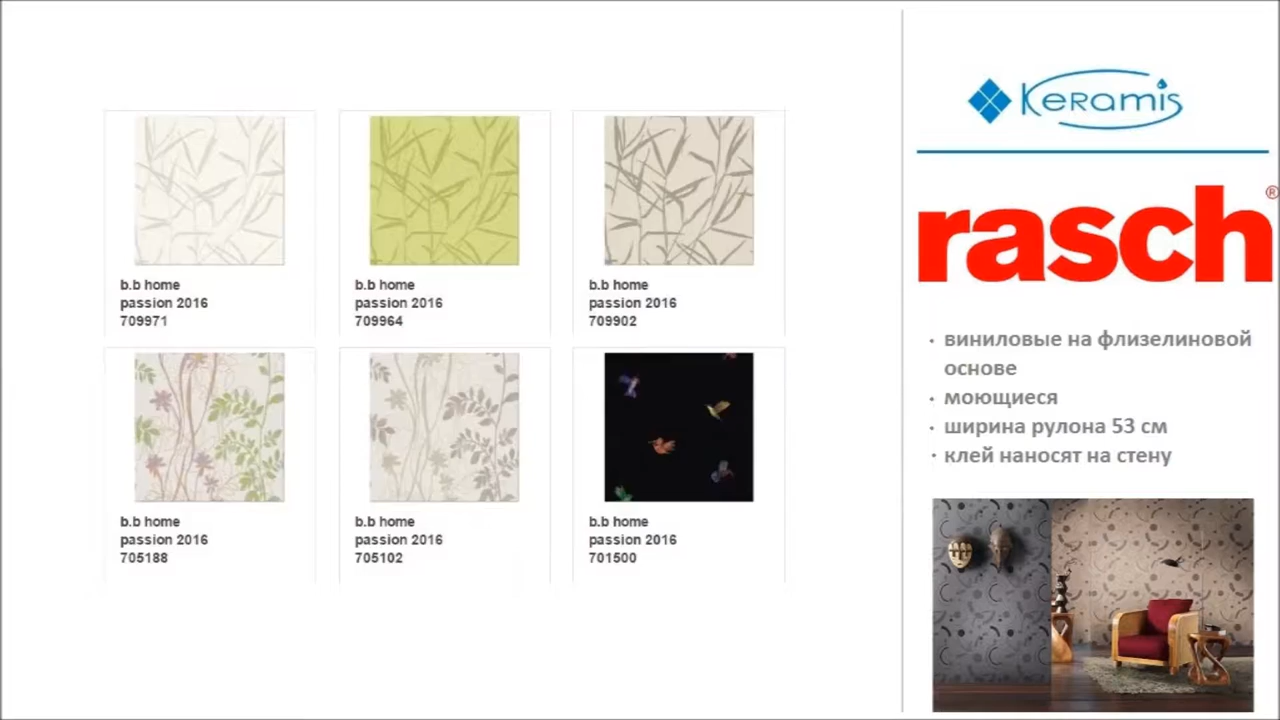 b.b home
passion 2016
709971
b.b home
passion 2016
709964
b.b home
passion 2016
709902
b.b home
passion 2016
705188
b.b home
passion 2016
705102
b.b home
passion 2016
701500
Keramis
rasch®
• виниловые на флизелиновой
основе
• моющиеся
• ширина рулона 53 см
• клей наносят на стену